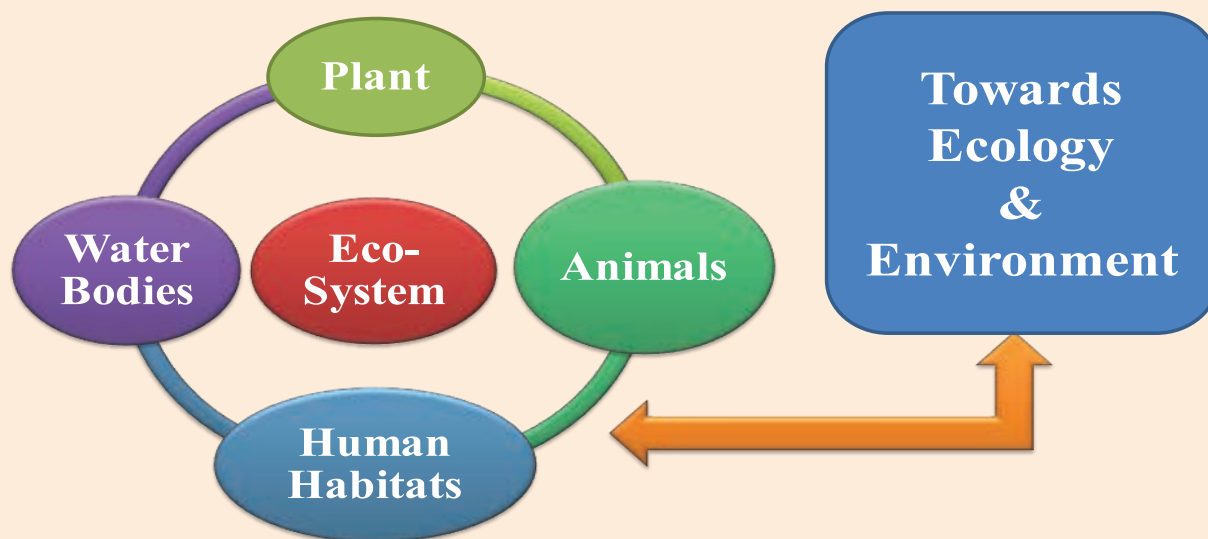 Plant
Water
Bodies
Eco-
System
Animals
Human
Habitats
Towards
Ecology
&
Environment